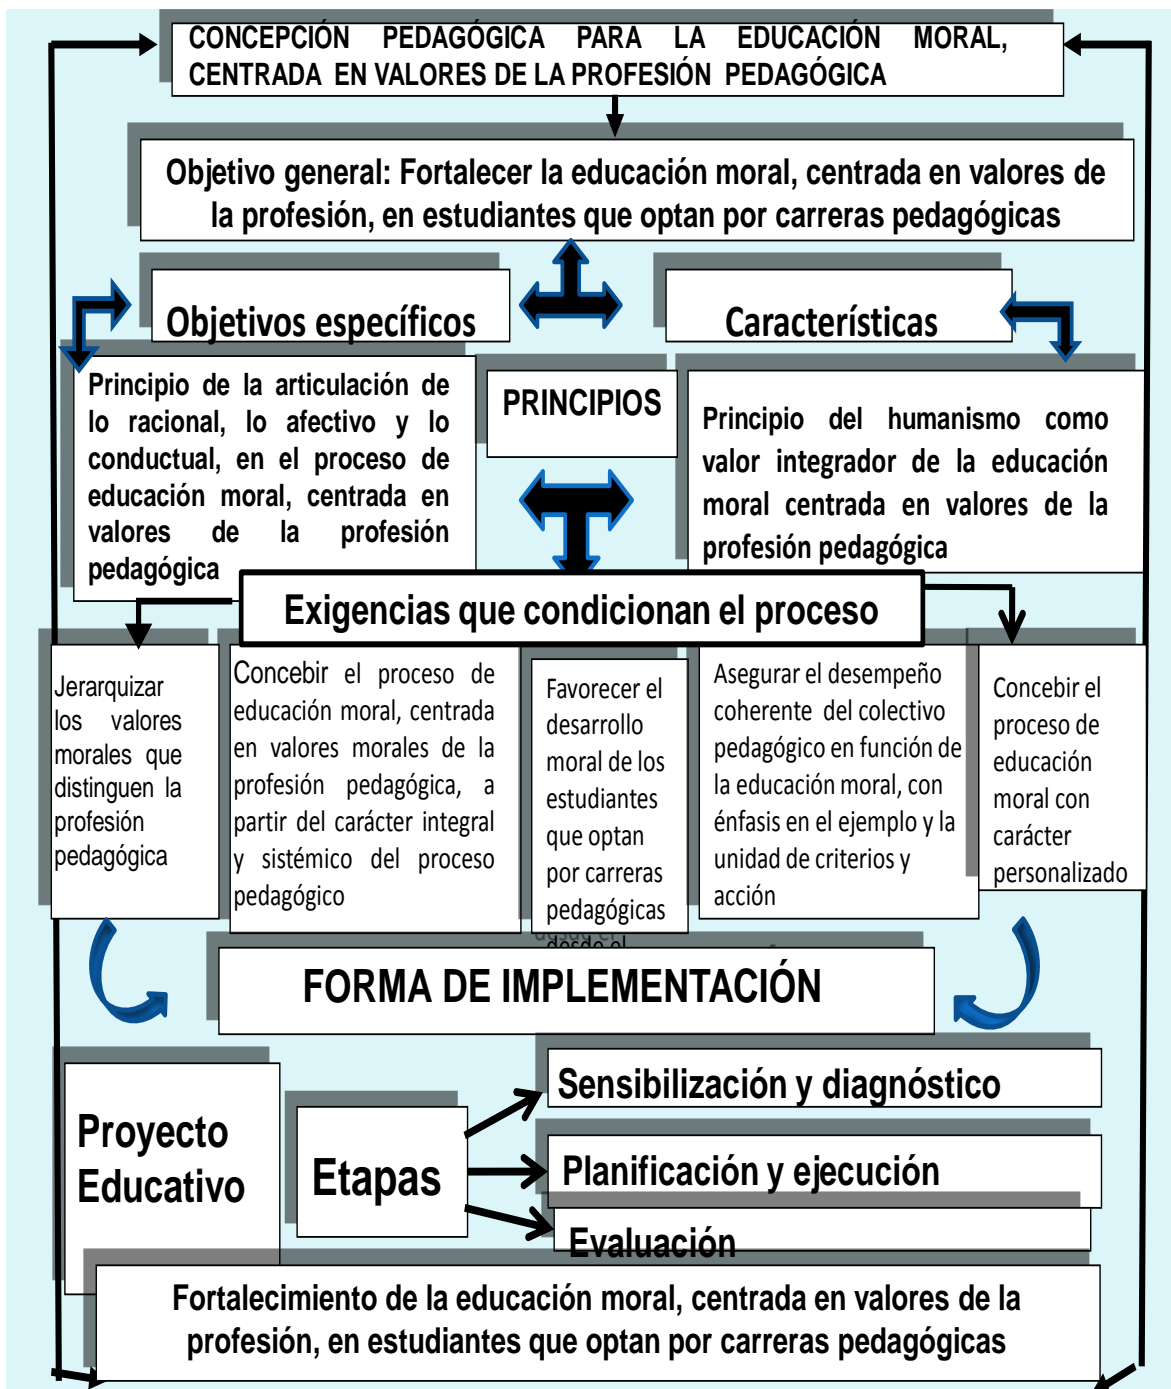 CONCEPCIÓN PEDAGÓGICA PARA LA EDUCACIÓN MORAL,
CENTRADA EN VALORES DE LA PROFESIÓN PEDAGÓGICA
Objetivo general: Fortalecer la educación moral, centrada en valores de
la profesión, en estudiantes que optan por carreras pedagógicas
Objetivos específicos
Características
Principio de la articulación de
lo racional, lo afectivo y lo
conductual, en el proceso de
educación moral, centrada en
valores de la profesión
pedagógica
PRINCIPIOS
Principio del humanismo como
valor integrador de la educación
moral centrada en valores de la
profesión pedagógica
Exigencias que condicionan el proceso
Jerarquizar
los valores
morales que
distinguen la
profesión
pedagógica
Concebir el proceso de
educación moral, centrada
en valores morales de la
profesión pedagógica, a
partir del carácter integral
y sistémico del proceso
pedagógico
Favorecer el
desarrollo
moral de los
estudiantes
que optan
por carreras
pedagógicas
desde el
Asegurar el desempeño
coherente del colectivo
pedagógico en función de
la educación moral, con
énfasis en el ejemplo y la
unidad de criterios y
acción
Concebir el
proceso de
educación
moral con
carácter
personalizado
FORMA DE IMPLEMENTACIÓN
Proyecto
Educativo
Etapas
Sensibilización y diagnóstico
Planificación y ejecución
Evaluación
Fortalecimiento de la educación moral, centrada en valores de la
profesión, en estudiantes que optan por carreras pedagógicas